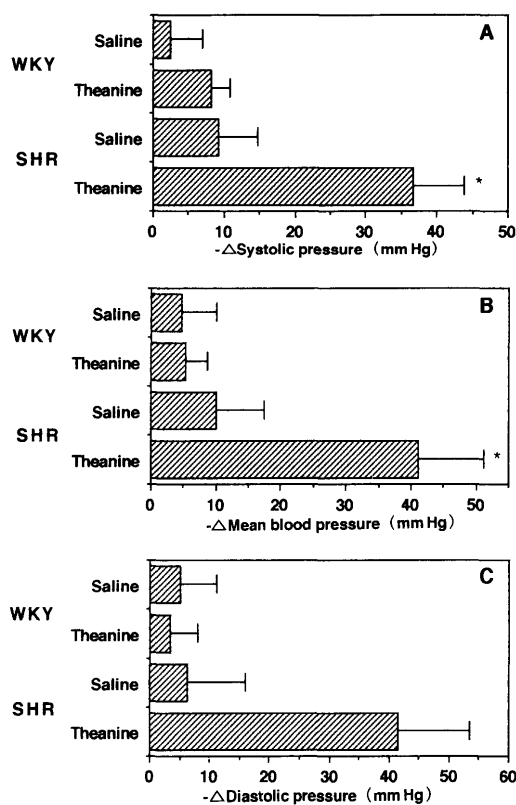 A
Saline
WKY
Theanine
Saline
SHR
Theanine
*
0 10 20 30 40 50
-△Systolic pressure (mm Hg)
B
Saline
WKY
Theanine
Saline
SHR
Theanine
*
0 10 20 30 40 50
-△Mean blood pressure (mm Hg)
C
Saline
WKY
Theanine
Saline
SHR
Theanine
0 10 20 30 40 50 60
-△Diastolic pressure (mm Hg)